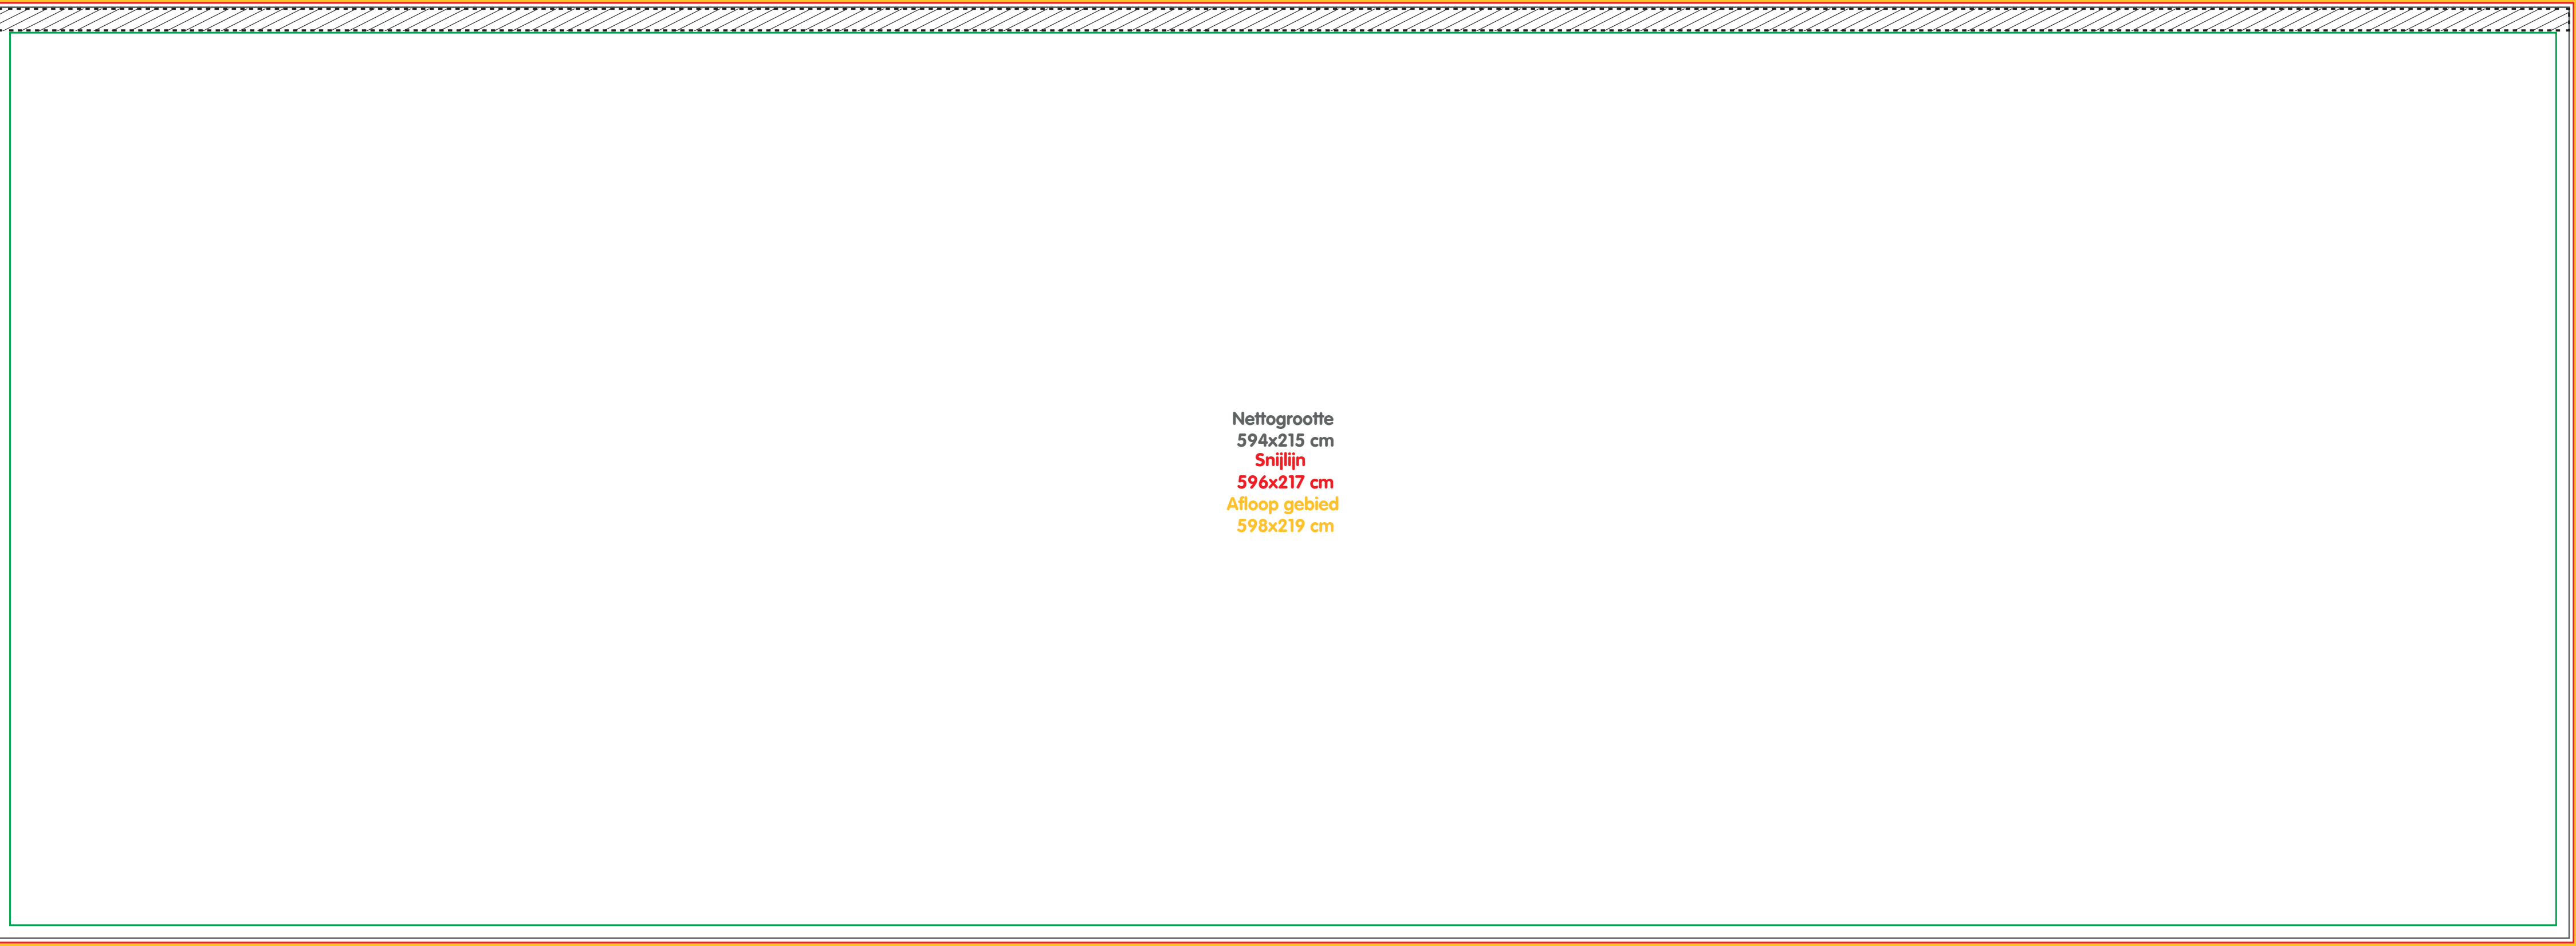 Nettogrootte
594x215 cm
Snijlijn
596x217 cm
Afloop gebied
598x219 cm